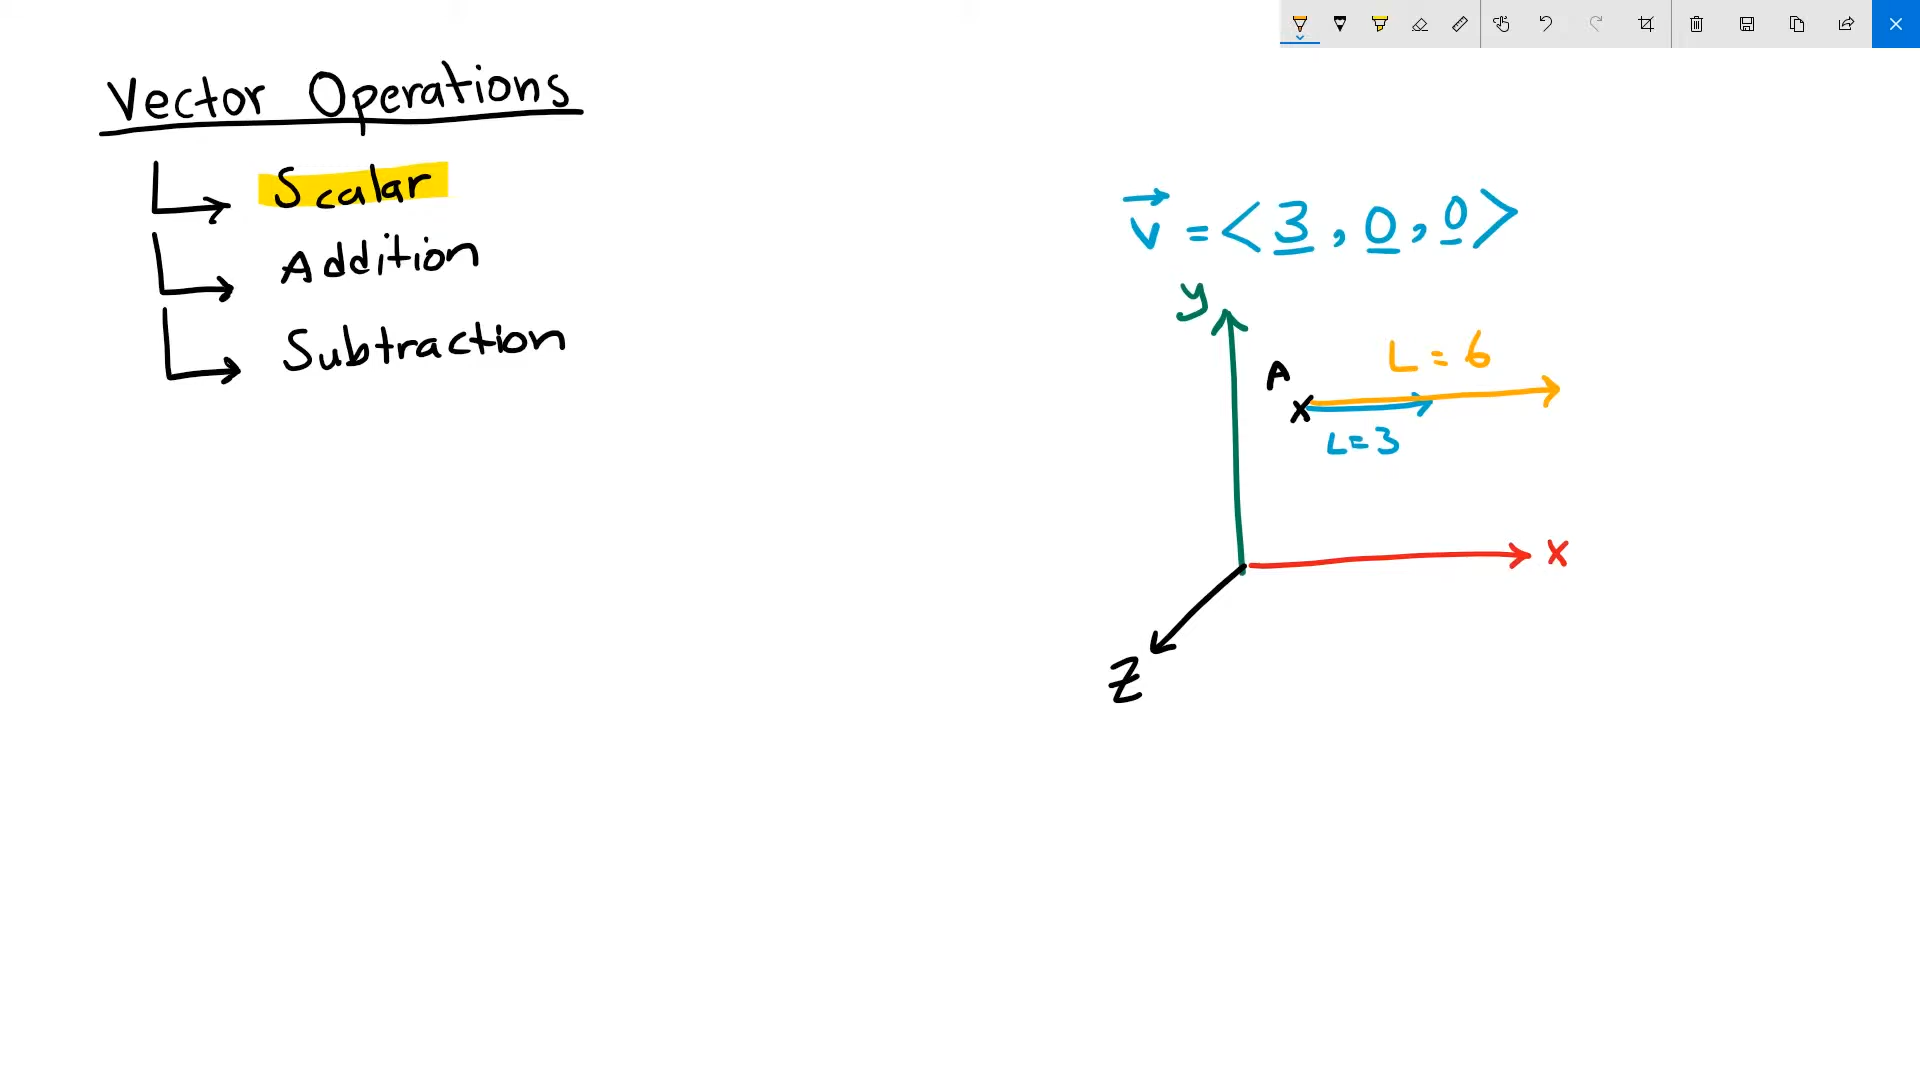 Vector Operations
Scalar
Addition
Subtraction
v = <3, 0, 0>
y
A
L = 6
x
L=3
x
z